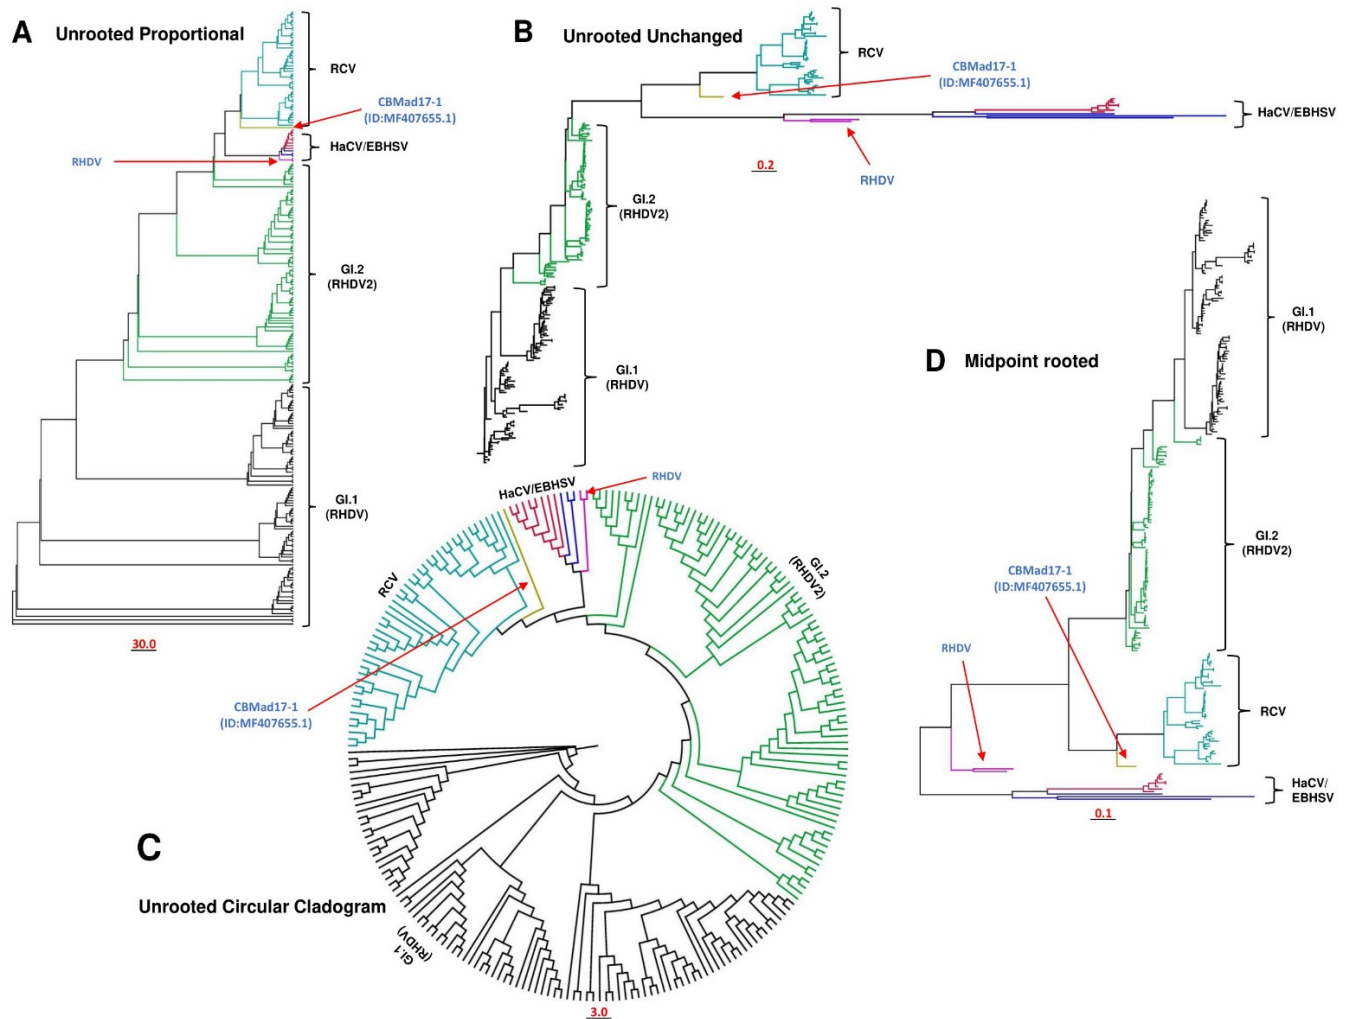 A
Unrooted Proportional
RCV
CBMad17-1
(ID:MF407655.1)
HaCV/EBHSV
RHDV
GI.2
(RHDV2)
GI.1
(RHDV)
30.0
B
Unrooted Unchanged
RCV
CBMad17-1
(ID:MF407655.1)
HaCV/EBHSV
RHDV
0.2
GI.2
(RHDV2)
GI.1
(RHDV)
C
Unrooted Circular Cladogram
HaCV/EBHSV
RHDV
RCV
GI.2
(RHDV2)
CBMad17-1
(ID:MF407655.1)
GI.1
(RHDV)
3.0
D
Midpoint rooted
GI.1
(RHDV)
GI.2
(RHDV2)
CBMad17-1
(ID:MF407655.1)
RHDV
RCV
HaCV/
EBHSV
0.1